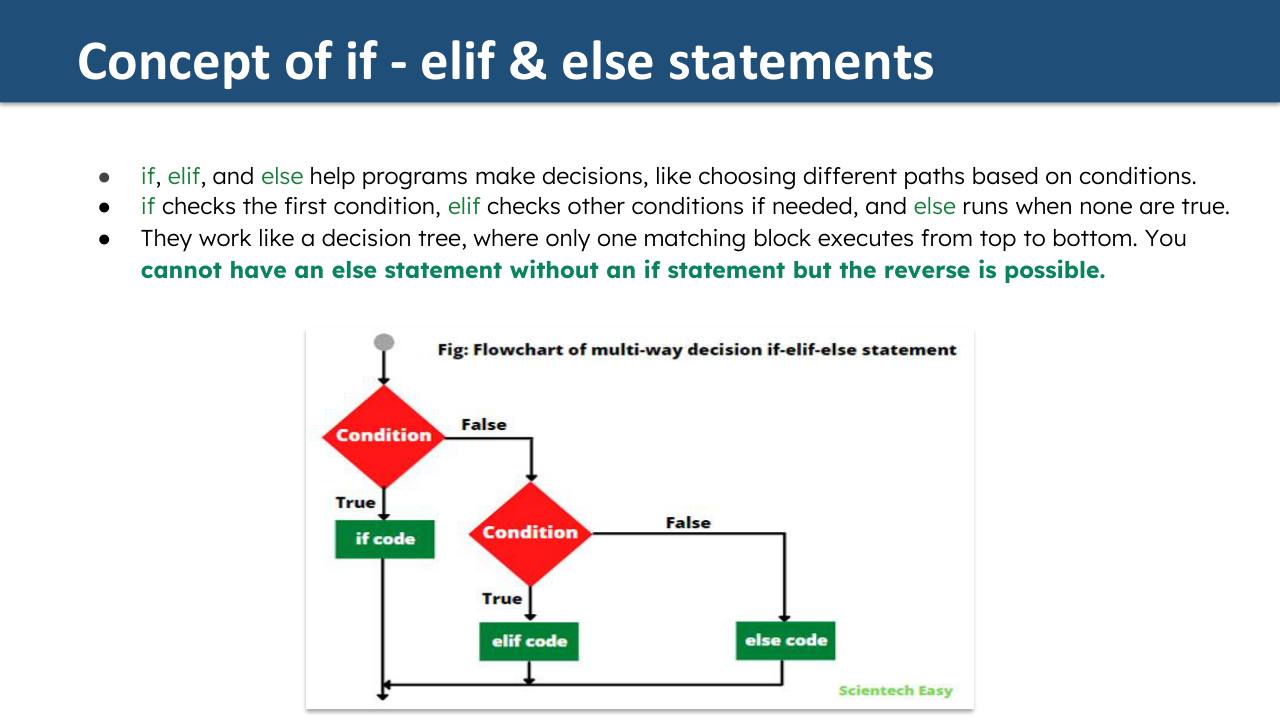 Concept of if - elif & else statements
● if, elif, and else help programs make decisions, like choosing different paths based on conditions.
● if checks the first condition, elif checks other conditions if needed, and else runs when none are true.
● They work like a decision tree, where only one matching block executes from top to bottom. You
cannot have an else statement without an if statement but the reverse is possible.
Fig: Flowchart of multi-way decision if-elif-else statement
False
Condition
True
if code
False
Condition
True
elif code
else code
Scientech Easy